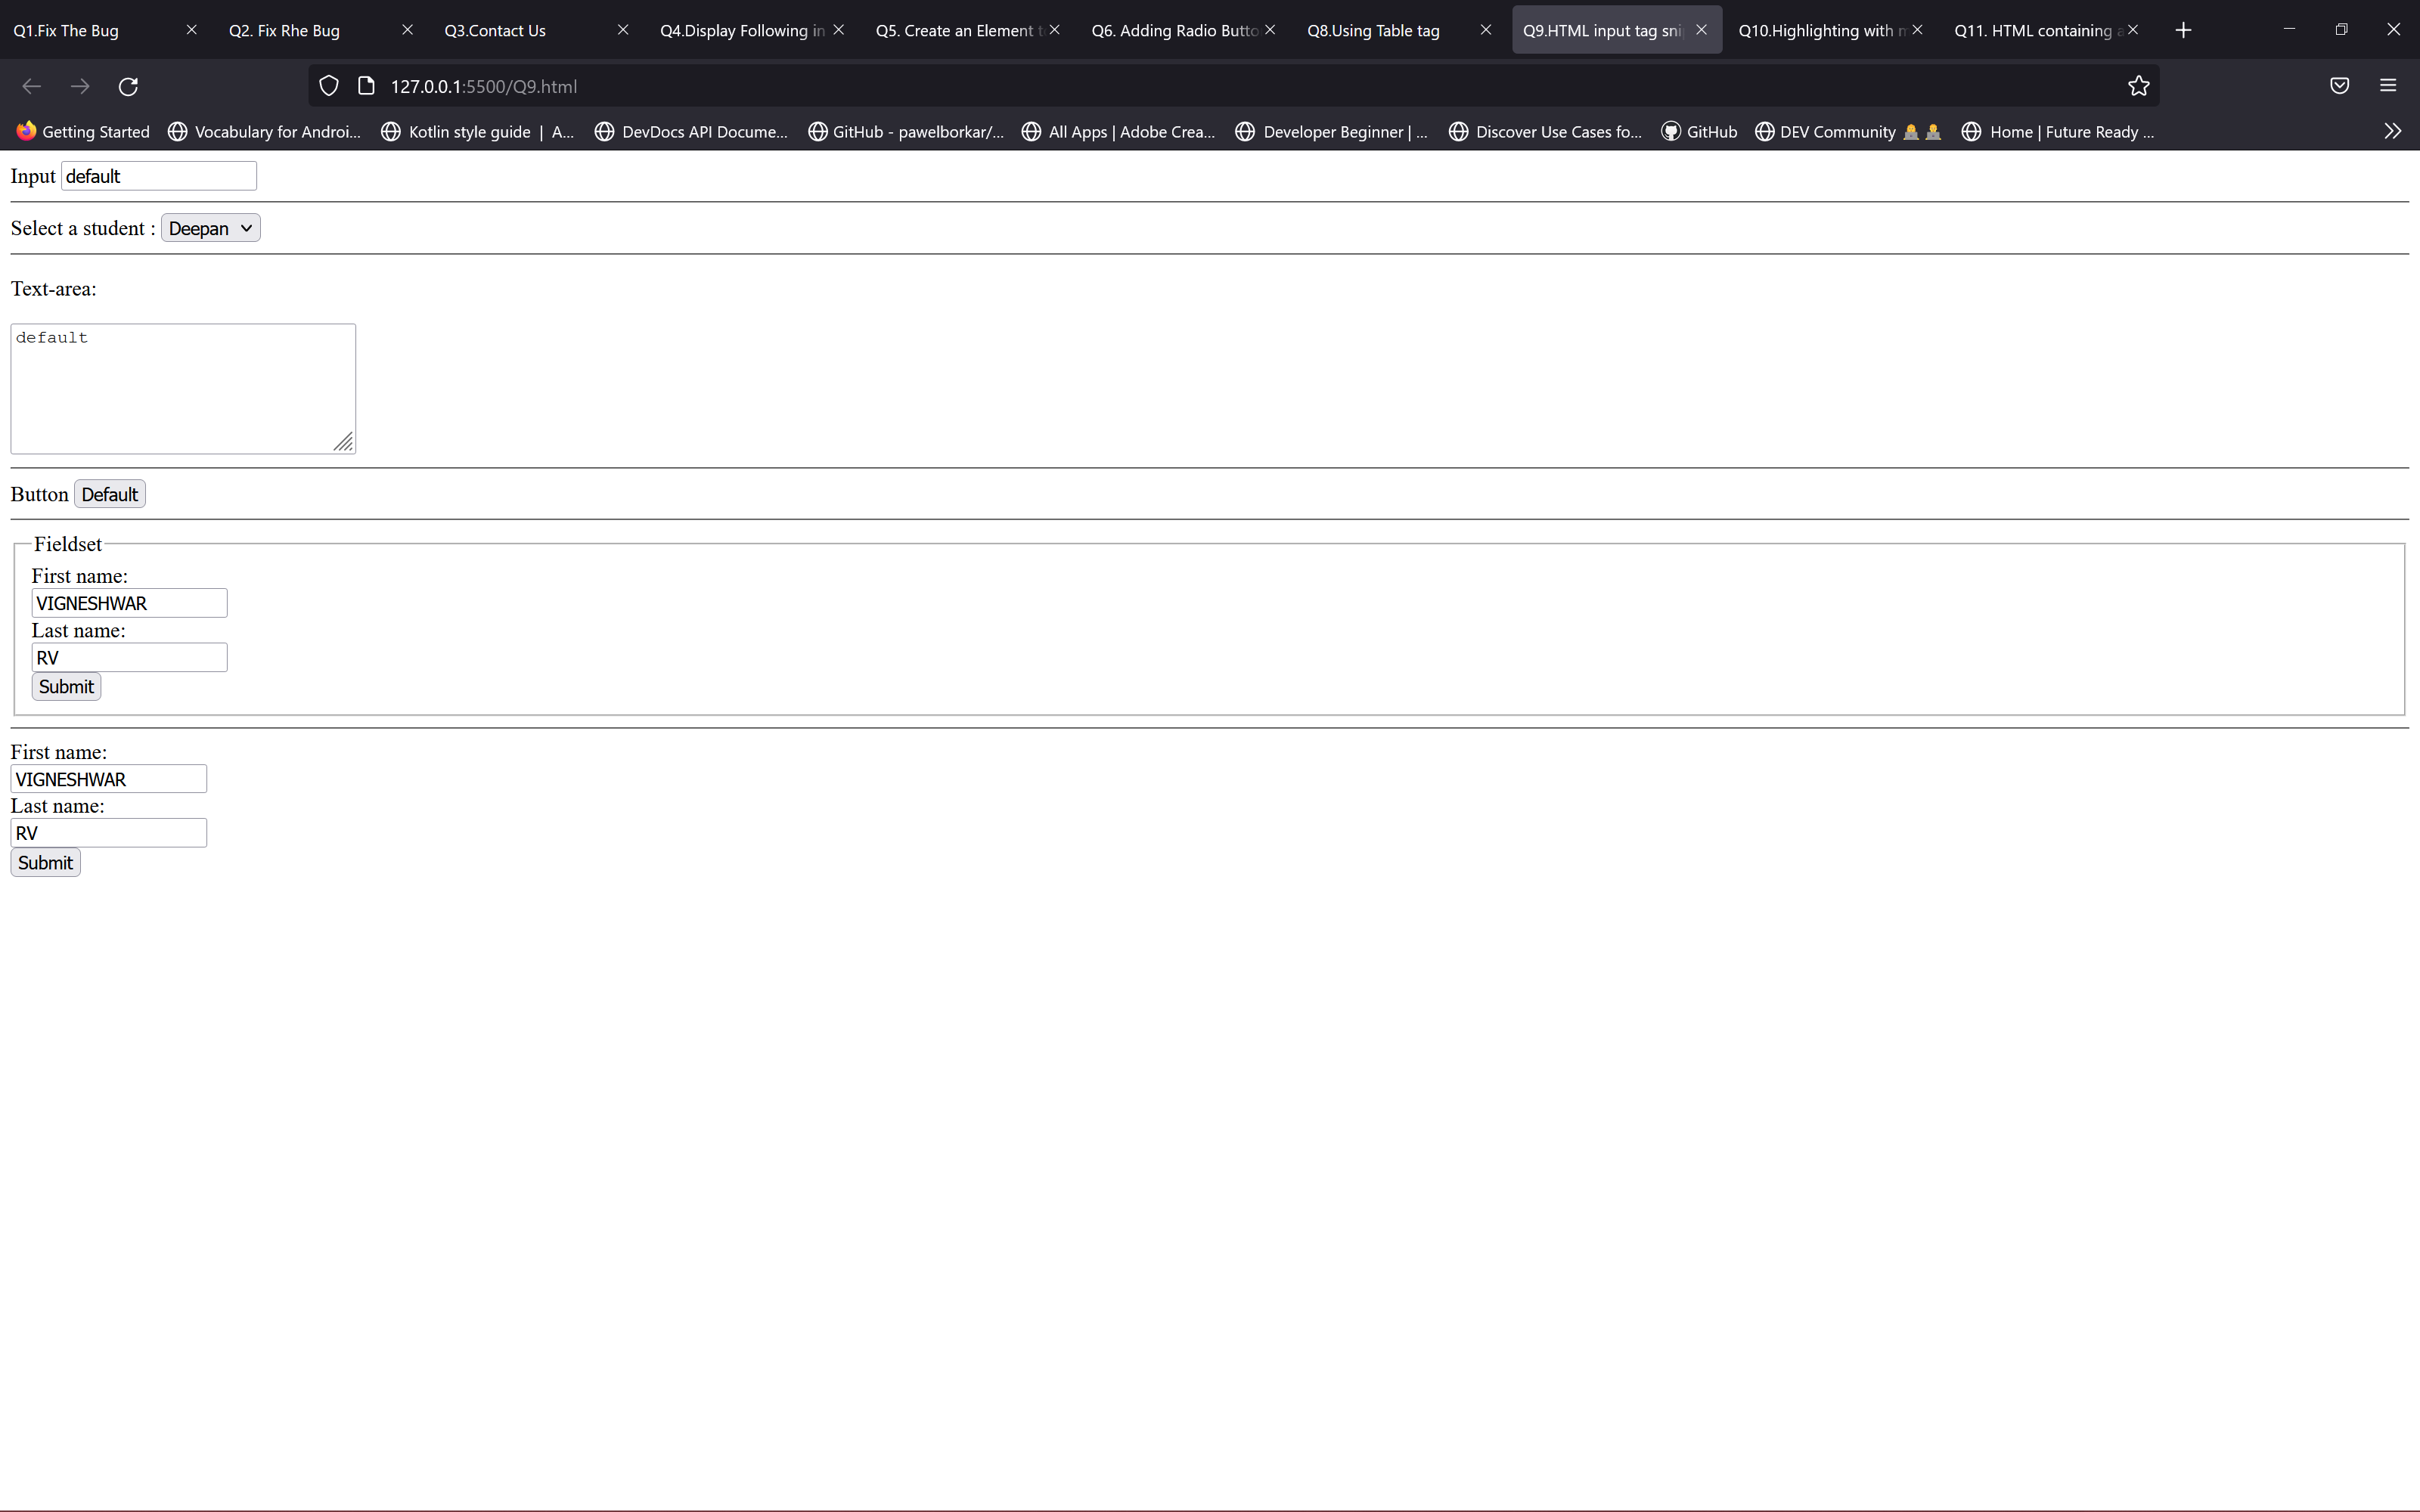 Q1.Fix The Bug Q2. Fix Rhe Bug Q3.Contact Us Q4.Display Following in Q5. Create an Element t Q6. Adding Radio Butto Q8.Using Table tag Q9.HTML input tag sni Q10.Highlighting with m Q11. HTML containing a
127.0.0.1:5500/Q9.html
Getting Started Vocabulary for Androi... Kotlin style guide | A... DevDocs API Docume... GitHub - pawelborkar/... All Apps | Adobe Crea... Developer Beginner | ... Discover Use Cases fo... GitHub DEV Community Home | Future Ready ...
Input default
Select a student : Deepan
Text-area:
default
Button Default
Fieldset
First name:
VIGNESHWAR
Last name:
RV
Submit
First name:
VIGNESHWAR
Last name:
RV
Submit